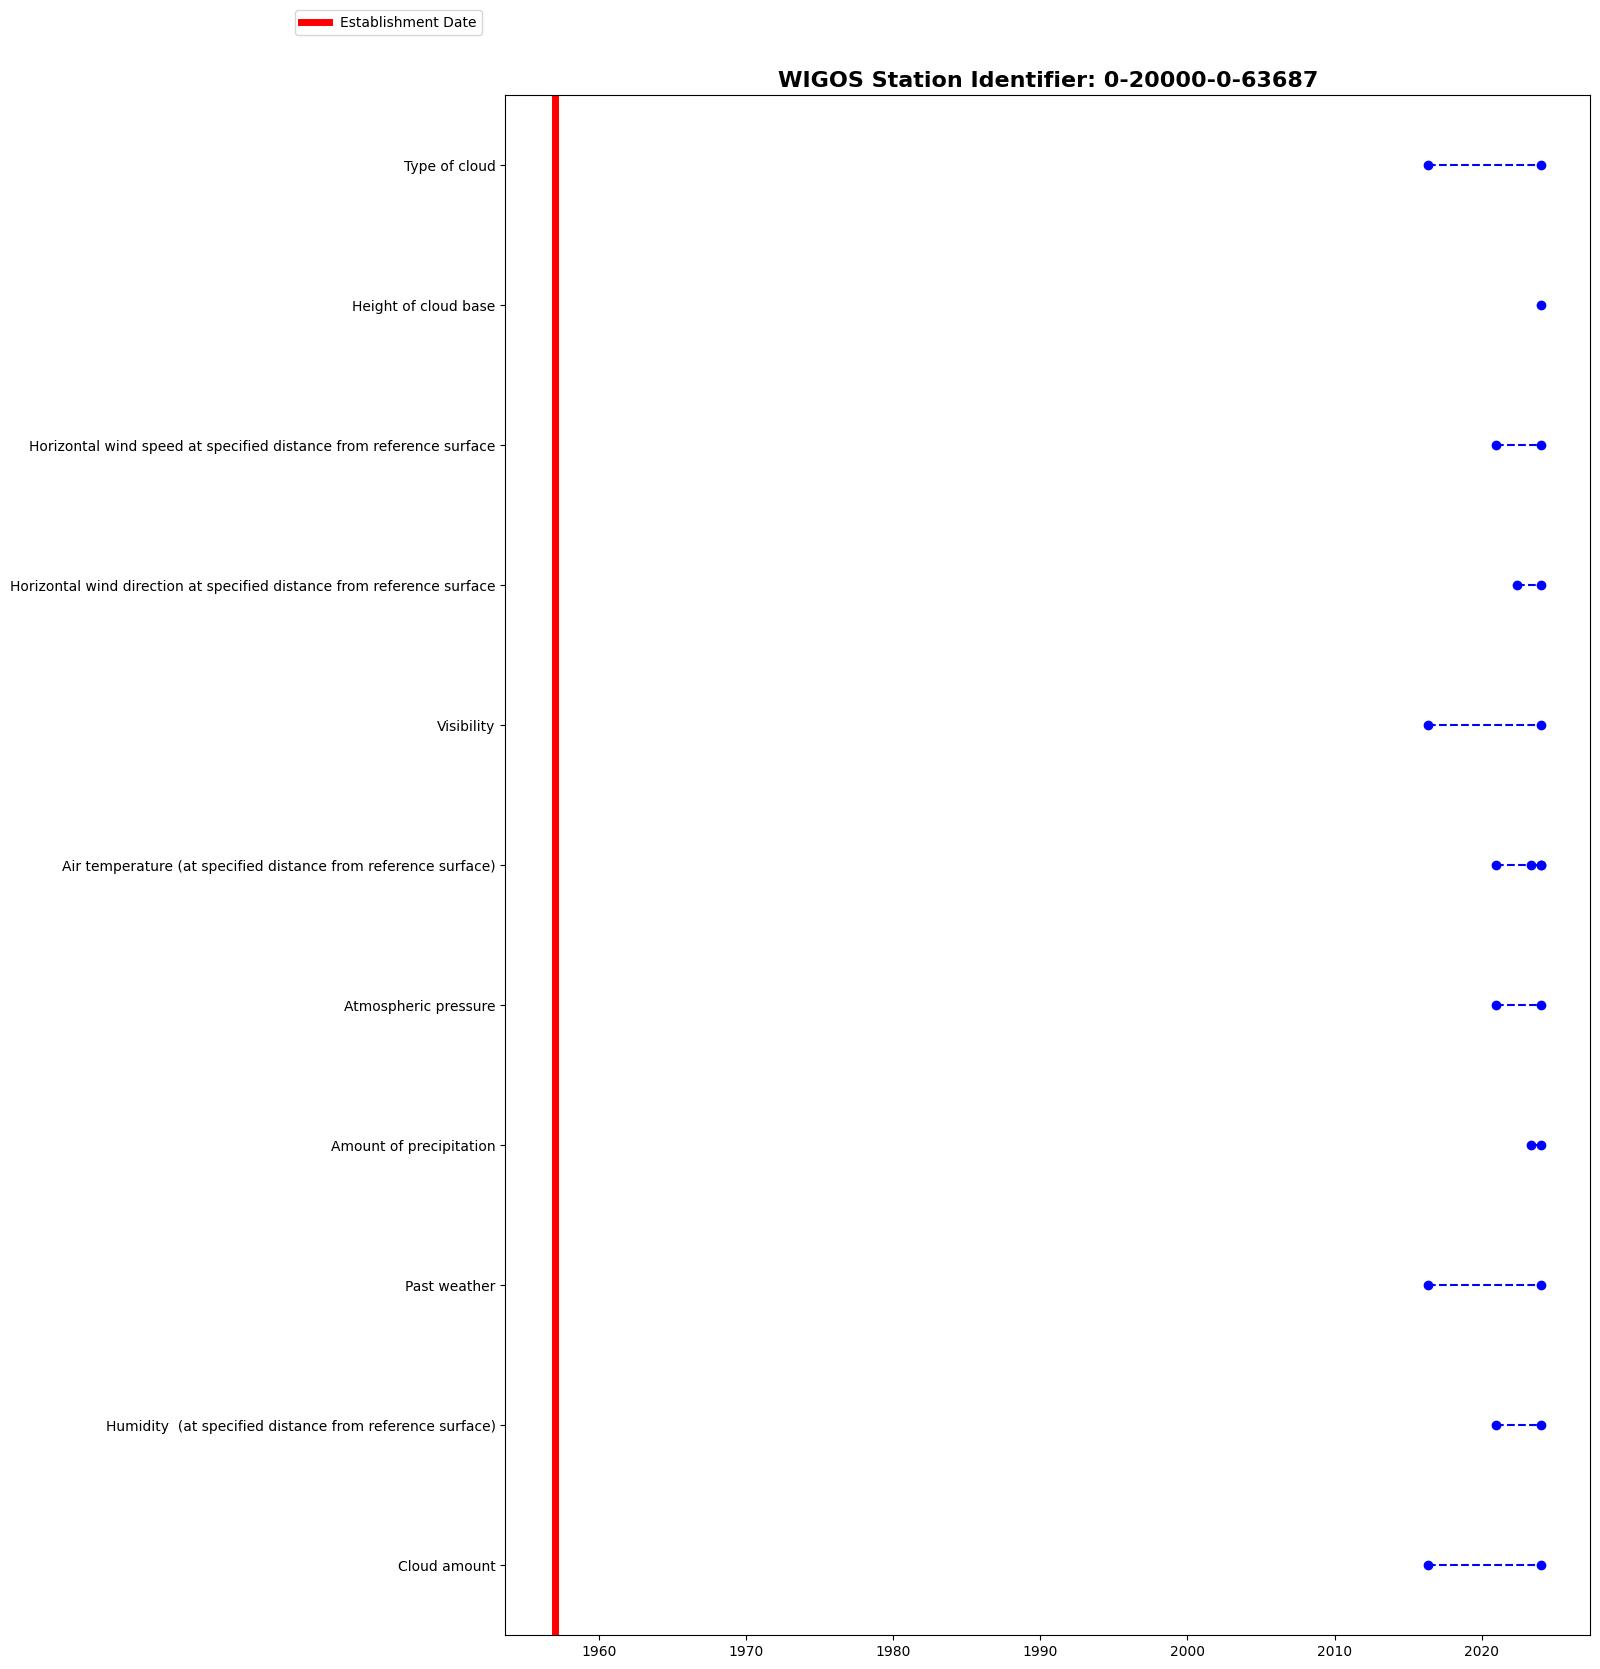 Establishment Date
WIGOS Station Identifier: 0-20000-0-63687
Type of cloud
Height of cloud base
Horizontal wind speed at specified distance from reference surface
Horizontal wind direction at specified distance from reference surface
Visibility
Air temperature (at specified distance from reference surface)
Atmospheric pressure
Amount of precipitation
Past weather
Humidity  (at specified distance from reference surface)
Cloud amount
1960 1970 1980 1990 2000 2010 2020